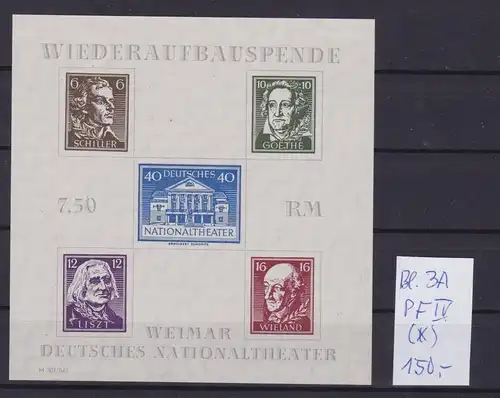 WIEDERAUFBAUSPENDE
6 6
SCHILLER
10 10
GOETHE
7.50
40 DEUTSCHES 40
NATIONALTHEATER
RM
12 12
LISZT
16 16
WIELAND
WEIMAR
DEUTSCHES NATIONALTHEATER
Bl. 3A
PF IV
(*)
150,-